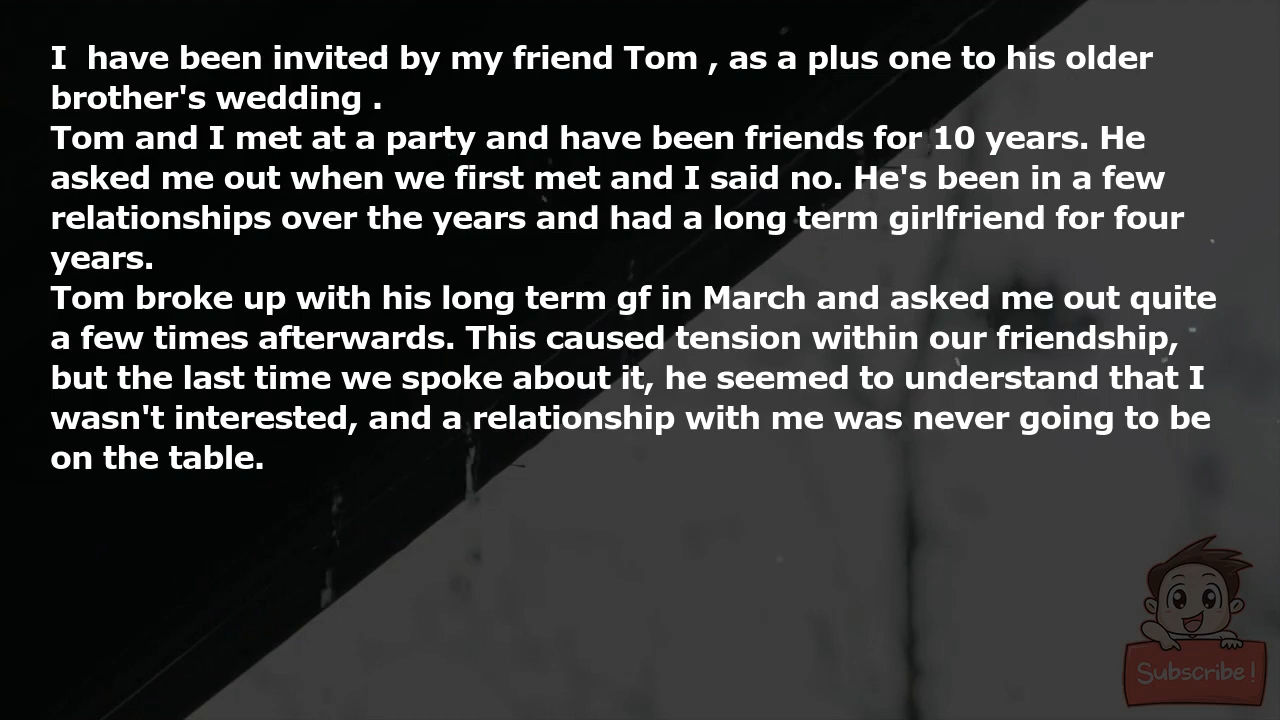 I  have been invited by my friend Tom , as a plus one to his older
brother's wedding .
Tom and I met at a party and have been friends for 10 years. He
asked me out when we first met and I said no. He's been in a few
relationships over the years and had a long term girlfriend for four
years.
Tom broke up with his long term gf in March and asked me out quite
a few times afterwards. This caused tension within our friendship,
but the last time we spoke about it, he seemed to understand that I
wasn't interested, and a relationship with me was never going to be
on the table.
Subscribe!